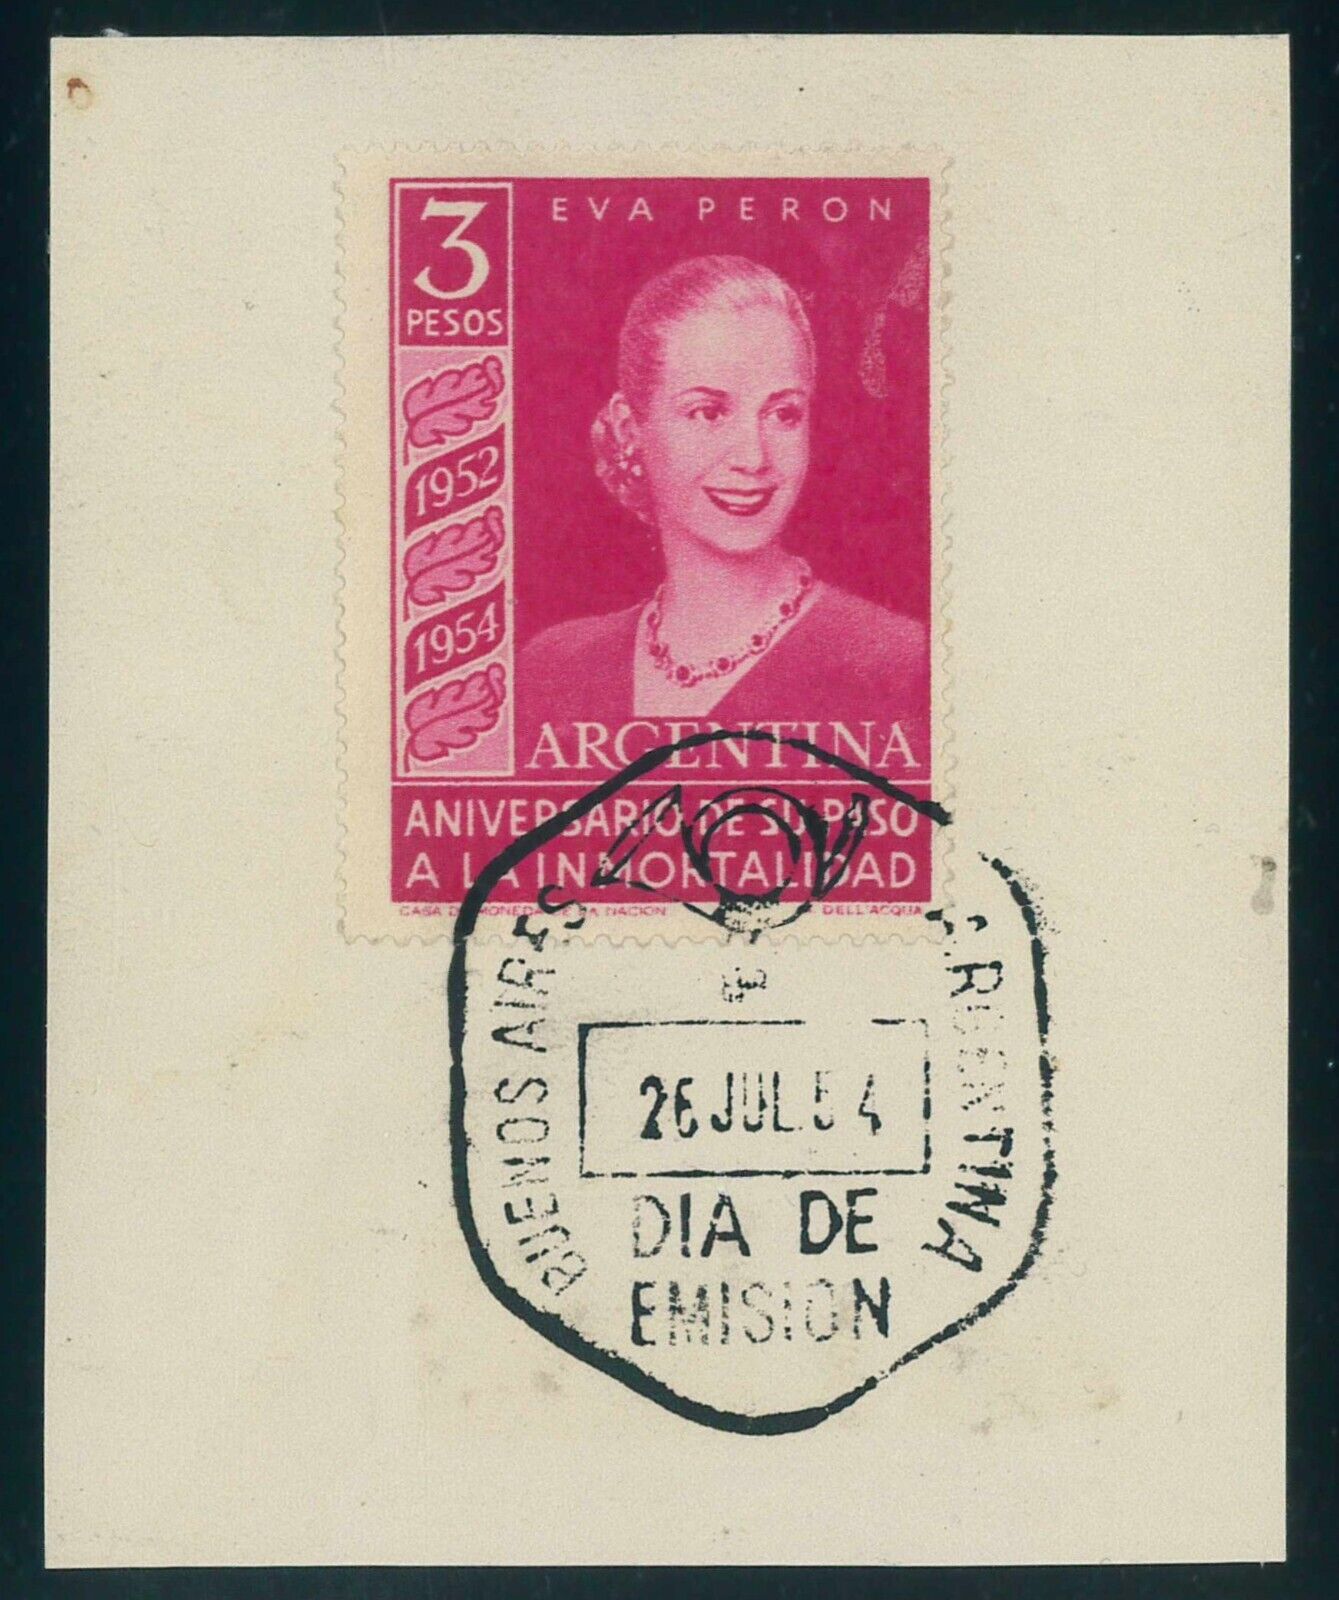 EVA PERON
3
PESOS
1952
1954
ARGENTINA
ANIVERSARIO DE SU PASO
A LA INMORTALIDAD
CASA DE MONEDA DE LA NACION
DELL'ACQUA
BUENOS AIRES
ARGENTINA
26 JUL. 54
DIA DE
EMISION